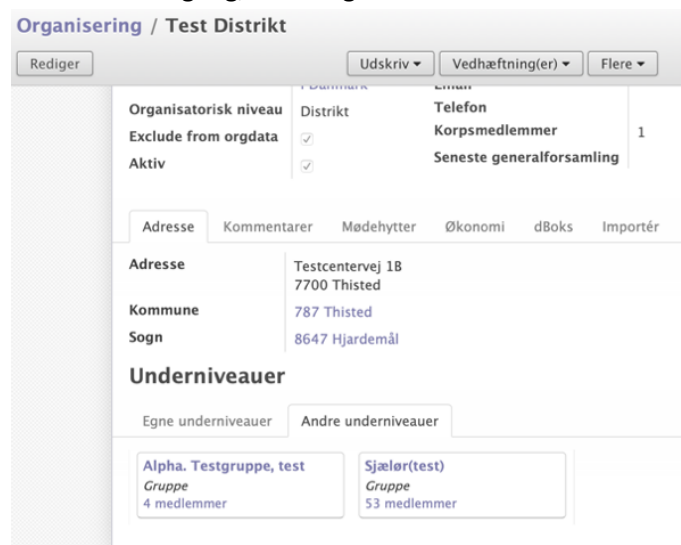 Organisering / Test Distrikt
Rediger Udskriv Vedhæftning(er) Flere
Organisatorisk niveau Distrikt Telefon
Exclude from orgdata Korpsmedlemmer 1
Aktiv Seneste generalforsamling
Adresse Kommentarer Mødehytter Økonomi dBoks Importér
Adresse Testcentervej 1B
7700 Thisted
Kommune 787 Thisted
Sogn 8647 Hjardemål
Underniveauer
Egne underniveauer Andre underniveauer
Alpha. Testgruppe, test Sjælør(test)
Gruppe Gruppe
4 medlemmer 53 medlemmer